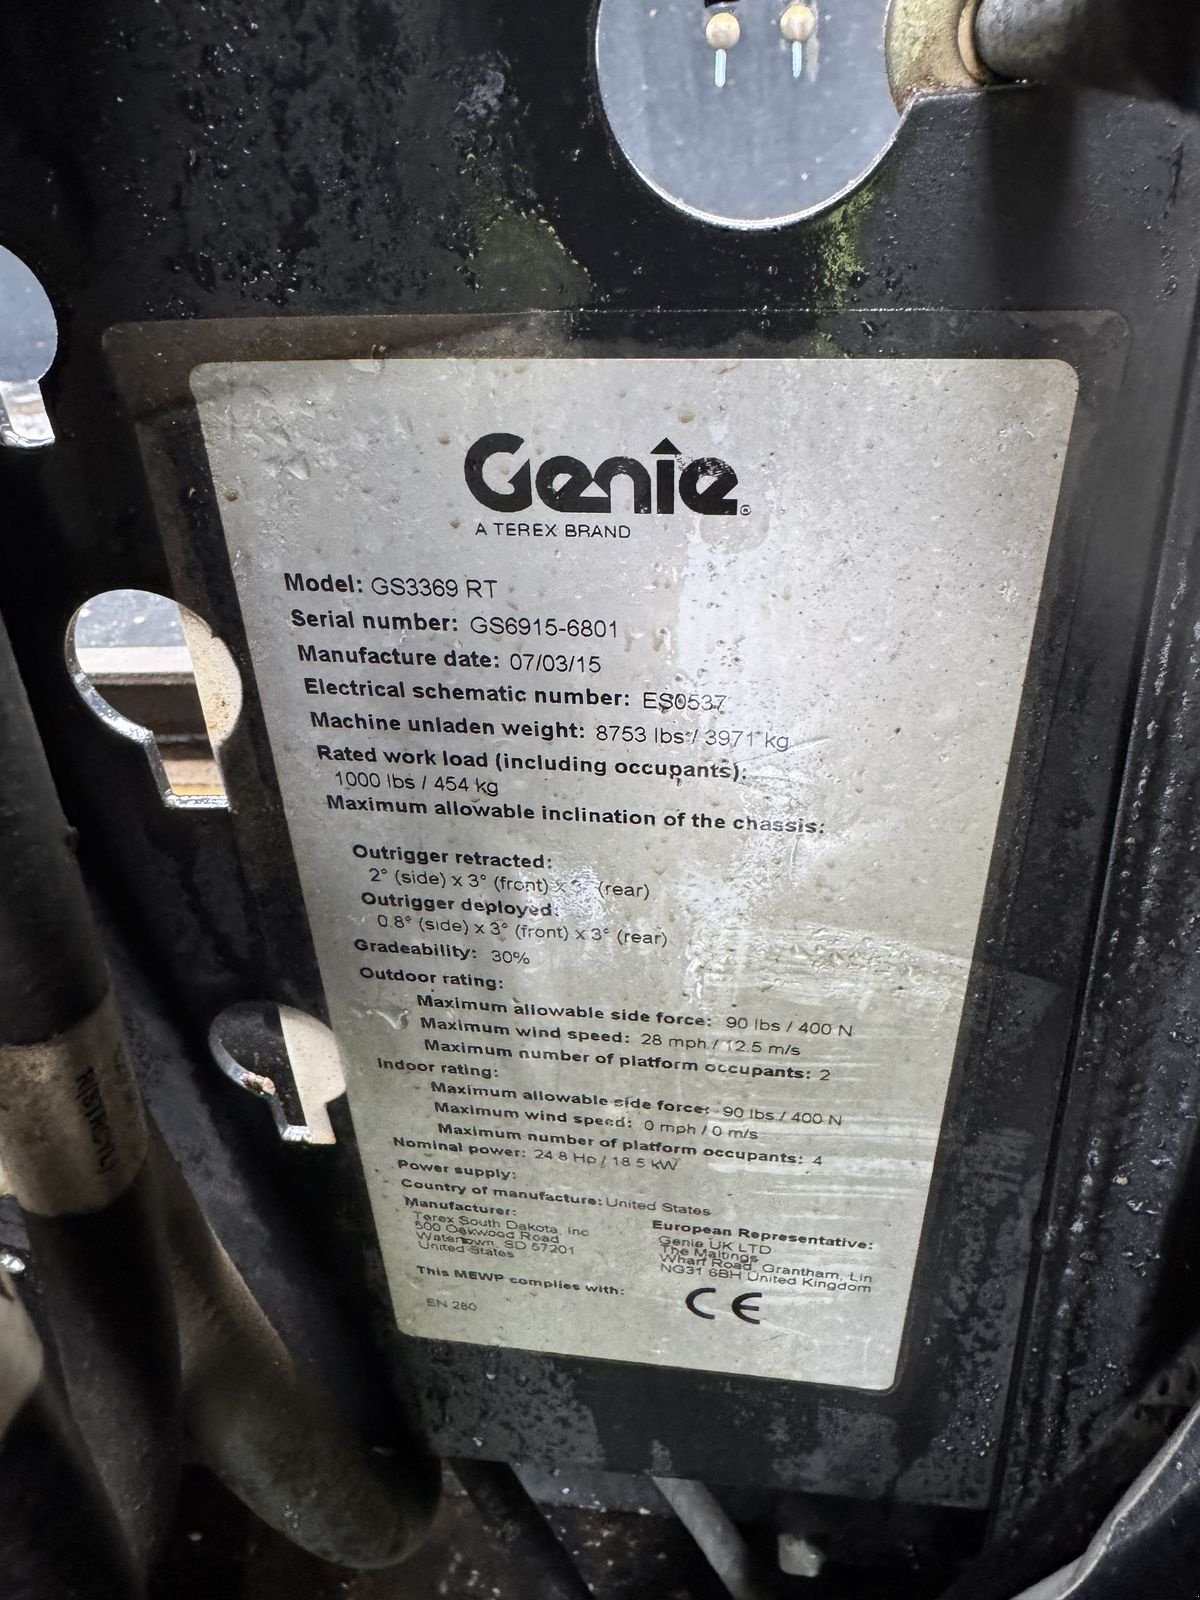 Genie®
A TEREX BRAND
Model: GS3369 RT
Serial number: GS6915-6801
Manufacture date: 07/03/15
Electrical schematic number: ES0537
Machine unladen weight: 8753 lbs / 3971 kg
Rated work load (including occupants):
1000 lbs / 454 kg
Maximum allowable inclination of the chassis:
Outrigger retracted:
2° (side) x 3° (front) x 3° (rear)
Outrigger deployed:
0.8° (side) x 3° (front) x 3° (rear)
Gradeability: 30%
Outdoor rating:
Maximum allowable side force: 90 lbs / 400 N
Maximum wind speed: 28 mph / 12.5 m/s
Maximum number of platform occupants: 2
Indoor rating:
Maximum allowable side force: 90 lbs / 400 N
Maximum wind speed: 0 mph / 0 m/s
Maximum number of platform occupants: 4
Nominal power: 24.8 Hp / 18.5 kW
Power supply:
Country of manufacture: United States
Manufacturer:
Terex South Dakota, Inc
500 Oakwood Road
Watertown, SD 57201
United States
European Representative:
Genie UK LTD
The Maltings
Wharf Road, Grantham, Lin
NG31 6BH United Kingdom
This MEWP complies with:
EN 280
CE